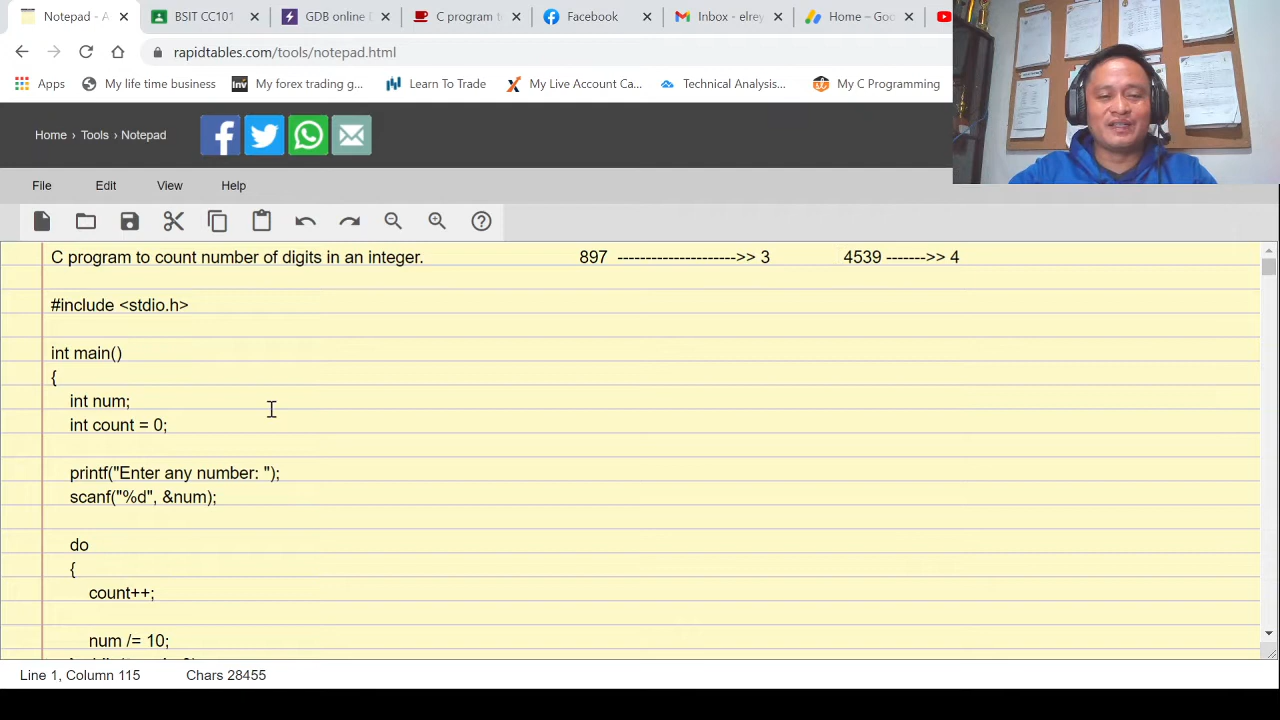 Notepad - A
BSIT CC101
GDB online D
C program to
Facebook
Inbox - elrey
Home – Goo
rapidtables.com/tools/notepad.html
Apps
My life time biology
My forex trading g...
Learn To Trade
My Live Account Ca...
Technical Analysis...
My C Programming
Home › Tools › Notepad
File Edit View Help
C program to count number of digits in an integer. 897 --------------------->> 3 4539 ------->> 4
#include <stdio.h>
int main()
{
int num;
int count = 0;
printf("Enter any number: ");
scanf("%d", &num);
do
{
count++;
num /= 10;
Line 1, Column 115 Chars 28455